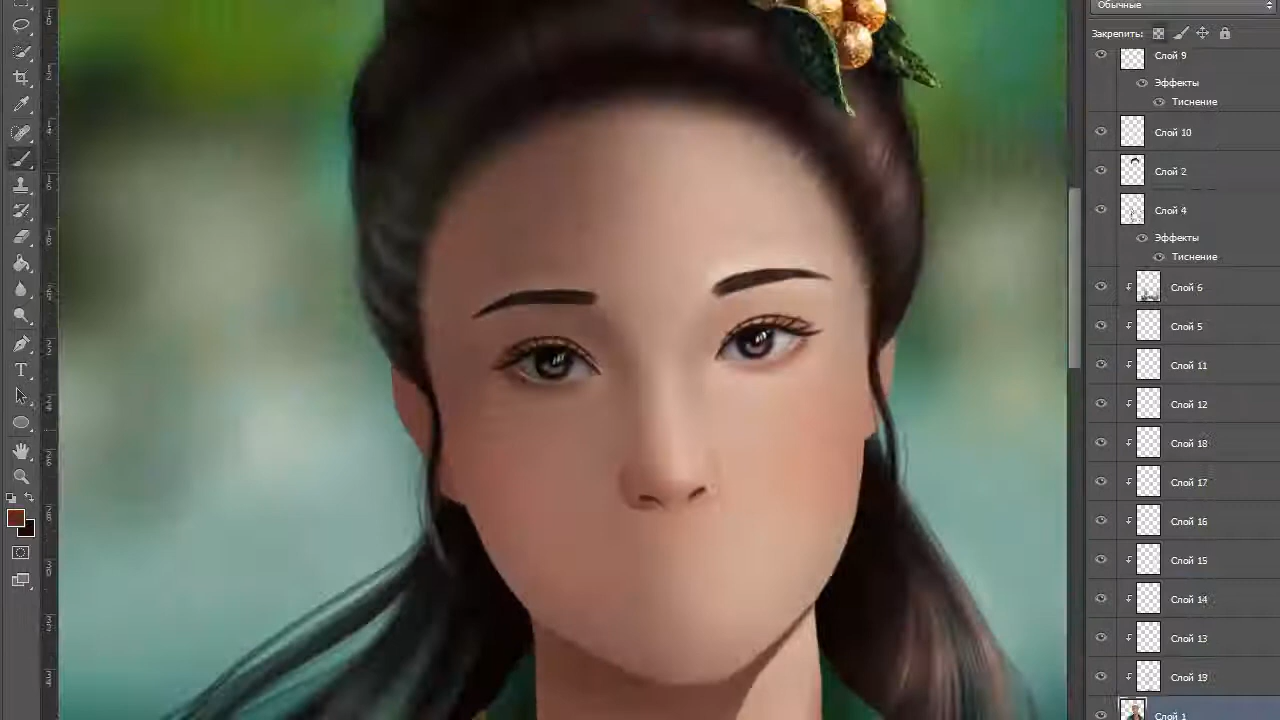 Обычные
Закрепить:
Слой 9
Эффекты
Тиснение
Слой 10
Слой 2
Слой 4
Эффекты
Тиснение
Слой 6
Слой 5
Слой 11
Слой 12
Слой 18
Слой 17
Слой 16
Слой 15
Слой 14
Слой 13
Слой 19
Слой 1